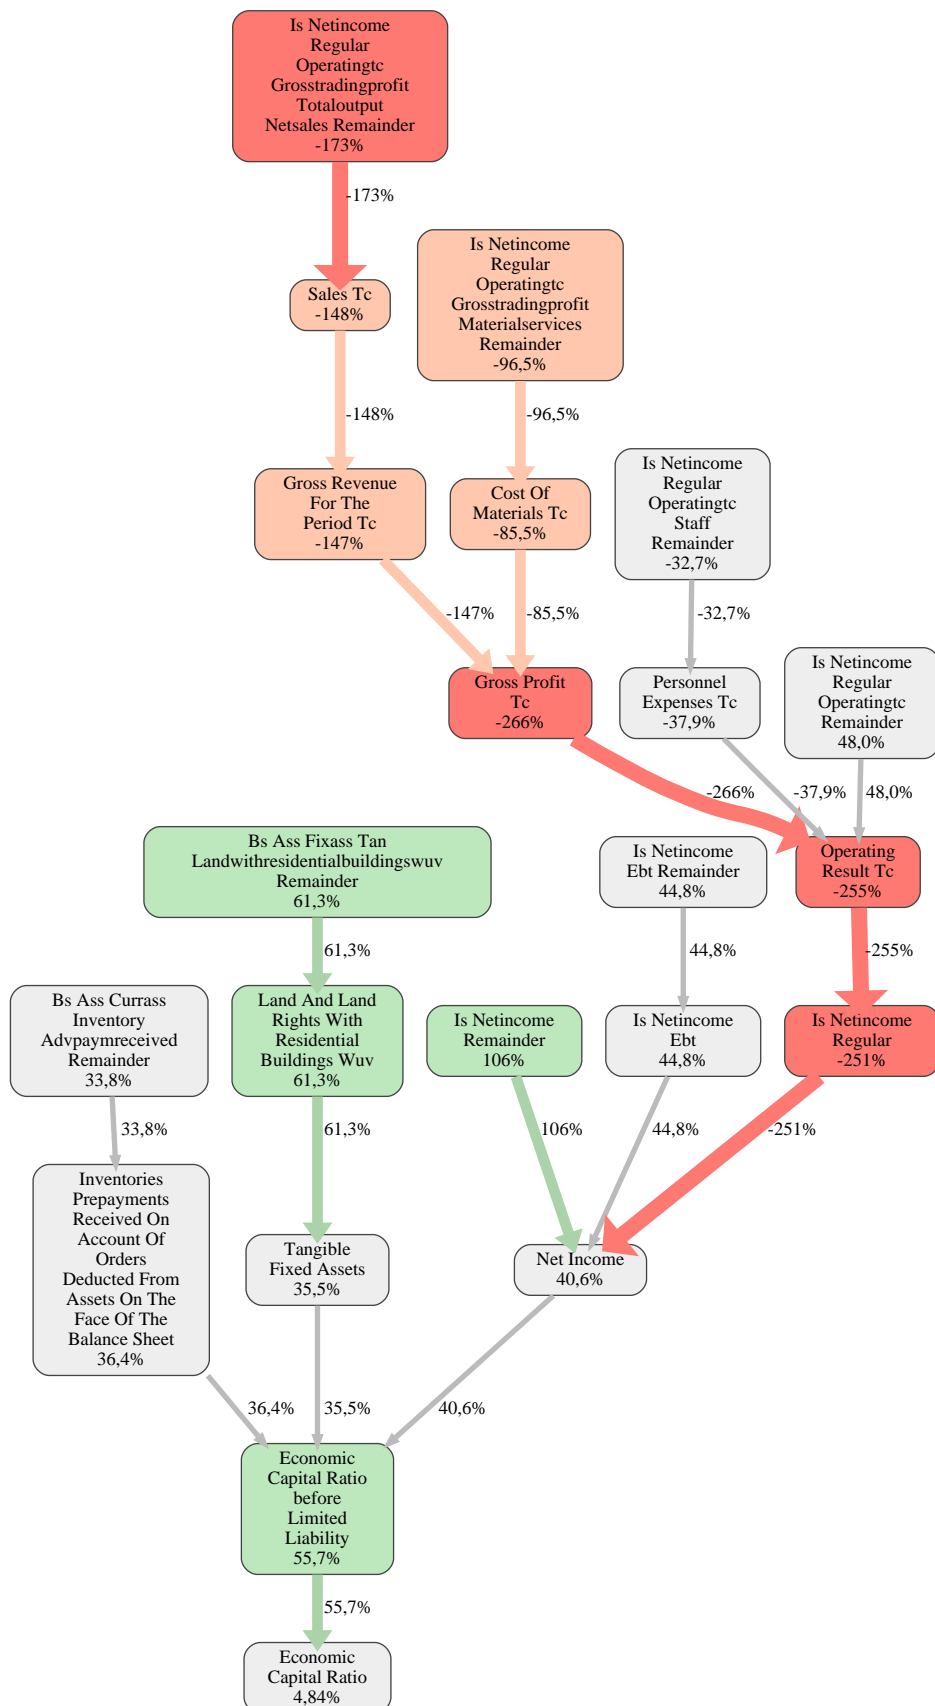 Is Netincome
Regular
Operatingtc
Grosstradingprofit
Totaloutput
Netsales Remainder
-173%
-173%
Sales Tc
-148%
Is Netincome
Regular
Operatingtc
Grosstradingprofit
Materialservices
Remainder
-96,5%
-148%
-96,5%
Gross Revenue
For The
Period Tc
-147%
Cost Of
Materials Tc
-85,5%
Is Netincome
Regular
Operatingtc
Staff
Remainder
-32,7%
-147%
-85,5%
-32,7%
Gross Profit
Tc
-266%
Personnel
Expenses Tc
-37,9%
Is Netincome
Regular
Operatingtc
Remainder
48,0%
-266%
-37,9%
48,0%
Bs Ass Fixass Tan
Landwithresidentialbuildingswuv
Remainder
61,3%
Is Netincome
Ebt Remainder
44,8%
Operating
Result Tc
-255%
61,3%
44,8%
-255%
Bs Ass Currass
Inventory
Advpaymreceived
Remainder
33,8%
Land And Land
Rights With
Residential
Buildings Wuv
61,3%
Is Netincome
Remainder
106%
Is Netincome
Ebt
44,8%
Is Netincome
Regular
-251%
33,8%
61,3%
106%
44,8%
-251%
Inventories
Prepayments
Received On
Account Of
Orders
Deducted From
Assets On The
Face Of The
Balance Sheet
36,4%
Tangible
Fixed Assets
35,5%
Net Income
40,6%
36,4%
35,5%
40,6%
Economic
Capital Ratio
before
Limited
Liability
55,7%
55,7%
Economic
Capital Ratio
4,84%